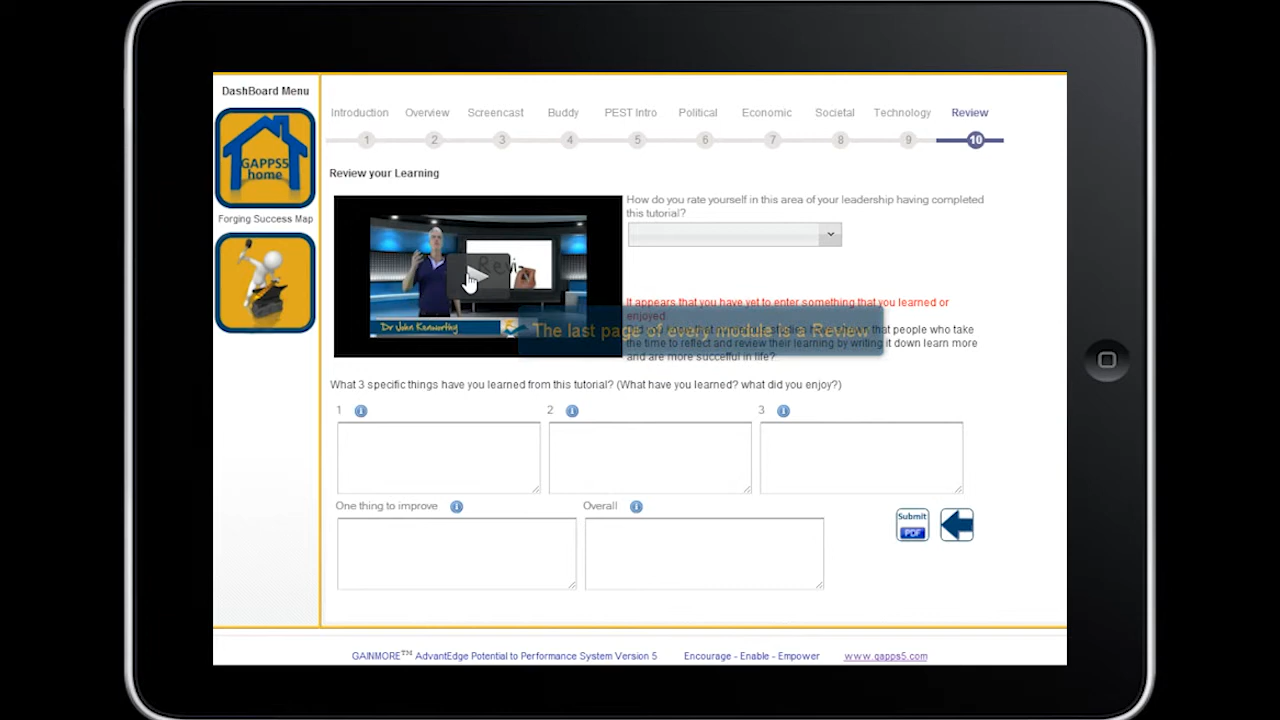 DashBoard Menu
GAPPS5
home
Forging Success Map
Introduction Overview Screencast Buddy PEST Intro Political Economic Societal Technology Review
1 2 3 4 5 6 7 8 9 10
Review your Learning
Revi
Dr John Kenworthy
How do you rate yourself in this area of your leadership having completed
this tutorial?
It appears that you have yet to enter something that you learned or
enjoyed
The last page of every module is a Review
that people who take
the time to reflect and review their learning by writing it down learn more
and are more succefful in life?
What 3 specific things have you learned from this tutorial? (What have you learned? what did you enjoy?)
1 2 3
One thing to improve Overall
Submit
PDF
GAINMORE™ AdvantEdge Potential to Performance System Version 5 Encourage - Enable - Empower www.gapps5.com